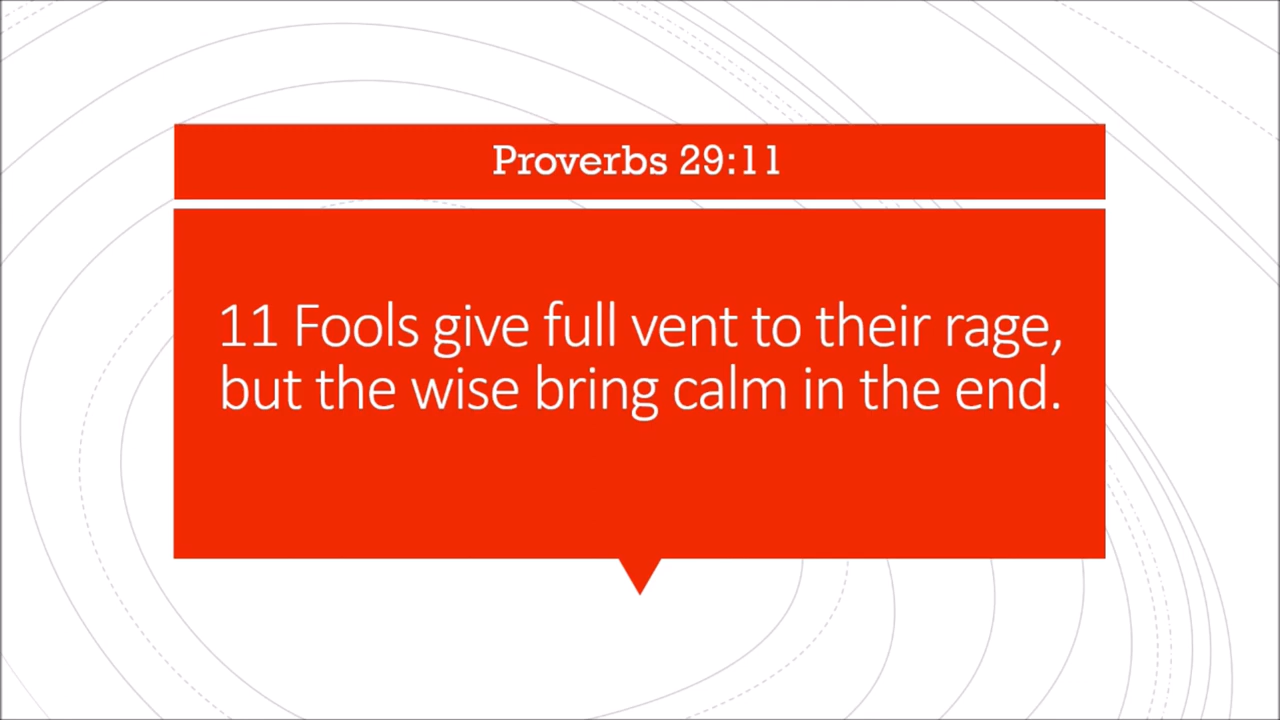 Proverbs 29:11
11 Fools give full vent to their rage,
but the wise bring calm in the end.